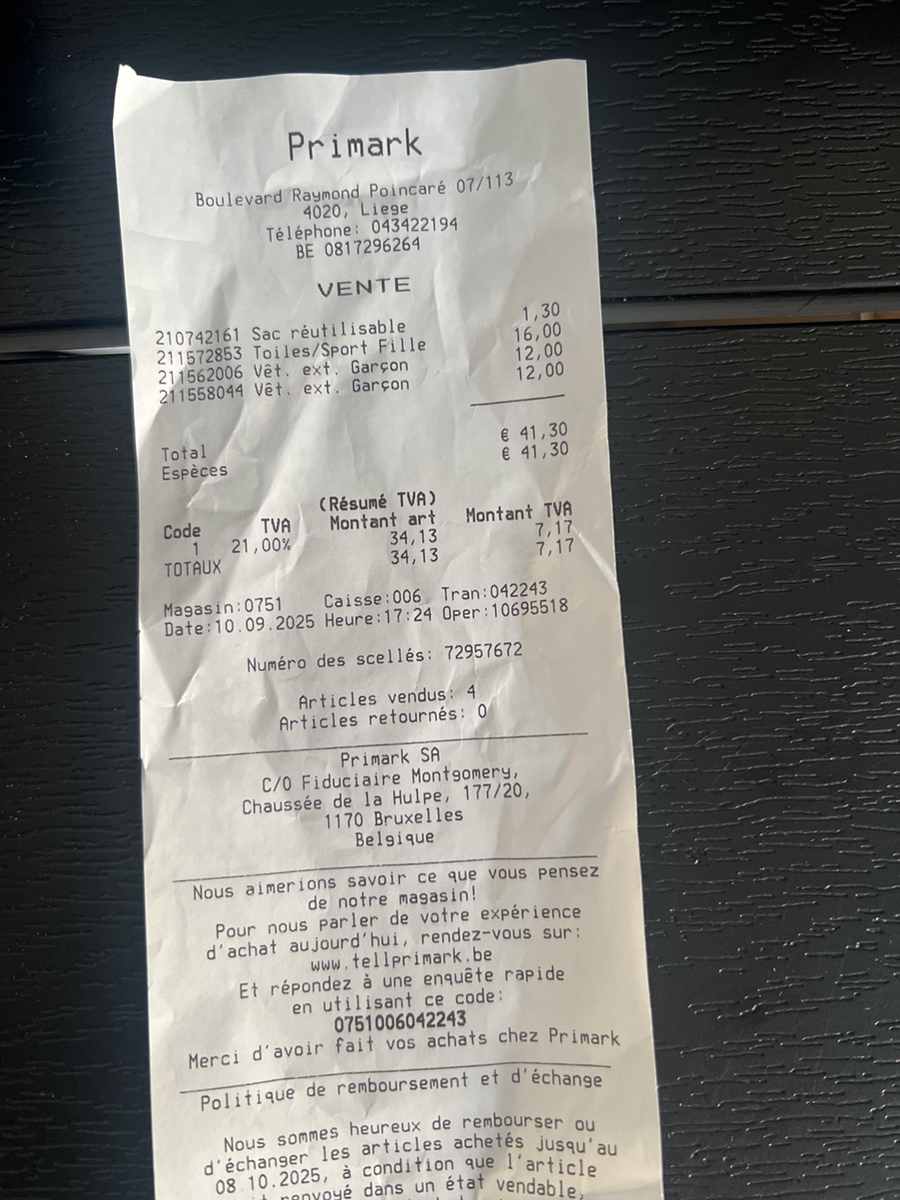 Primark
Boulevard Raymond Poincaré 07/113
4020, Liege
Téléphone: 043422194
BE 0817296264
VENTE
210742161 Sac réutilisable 1,30
211572853 Toiles/Sport Fille 16,00
211562006 Vêt. ext. Garçon 12,00
211558044 Vêt. ext. Garçon 12,00
Total € 41,30
Espèces € 41,30
(Résumé TVA)
Code TVA Montant art Montant TVA
1 21,00% 34,13 7,17
TOTAUX 34,13 7,17
Magasin:0751 Caisse:006 Tran:042243
Date:10.09.2025 Heure:17:24 Oper:10695518
Numéro des scellés: 72957672
Articles vendus: 4
Articles retournés: 0
Primark SA
C/O Fiduciaire Montgomery,
Chaussée de la Hulpe, 177/20,
1170 Bruxelles
Belgique
Nous aimerions savoir ce que vous pensez
de notre magasin!
Pour nous parler de votre expérience
d'achat aujourd'hui, rendez-vous sur:
www.tellprimark.be
Et répondez à une enquête rapide
en utilisant ce code:
0751006042243
Merci d'avoir fait vos achats chez Primark
Politique de remboursement et d'échange
Nous sommes heureux de rembourser ou
d'échanger les articles achetés jusqu'au
08.10.2025, à condition que l'article
renvoyé dans un état vendable,